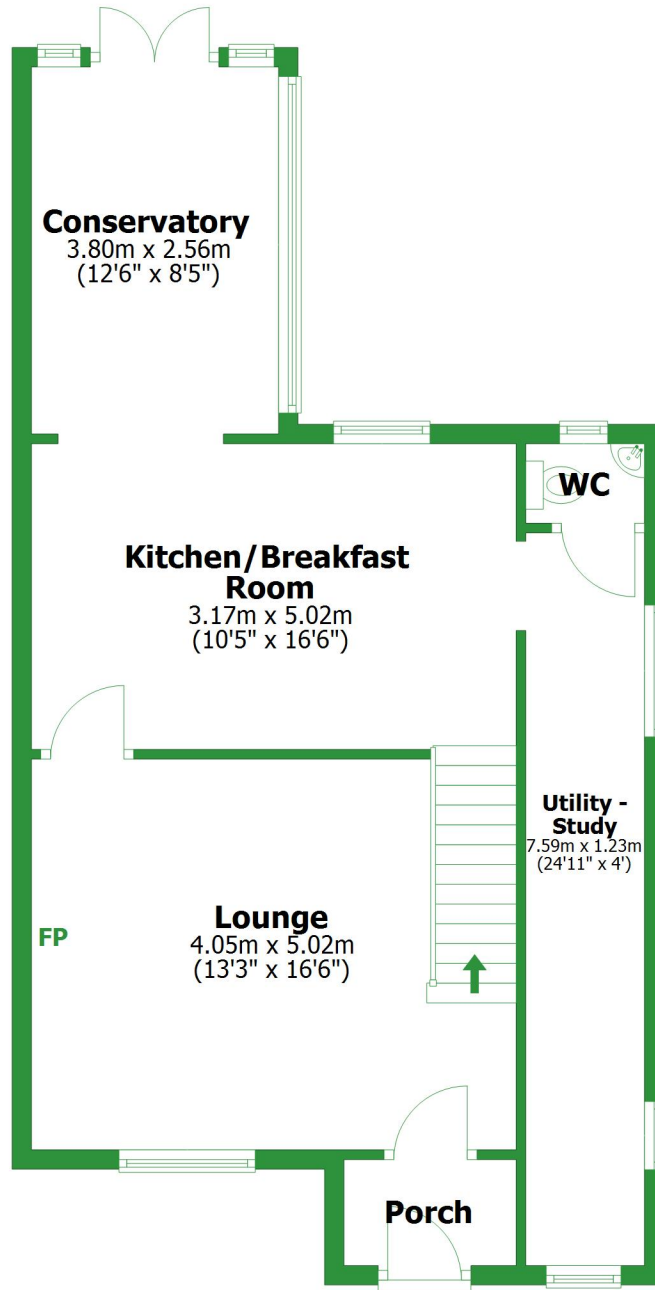 Conservatory
3.80m x 2.56m
(12'6" x 8'5")
WC
Kitchen/Breakfast
Room
3.17m x 5.02m
(10'5" x 16'6")
Utility -
Study
7.59m x 1.23m
(24'11" x 4')
Lounge
4.05m x 5.02m
(13'3" x 16'6")
FP
Porch